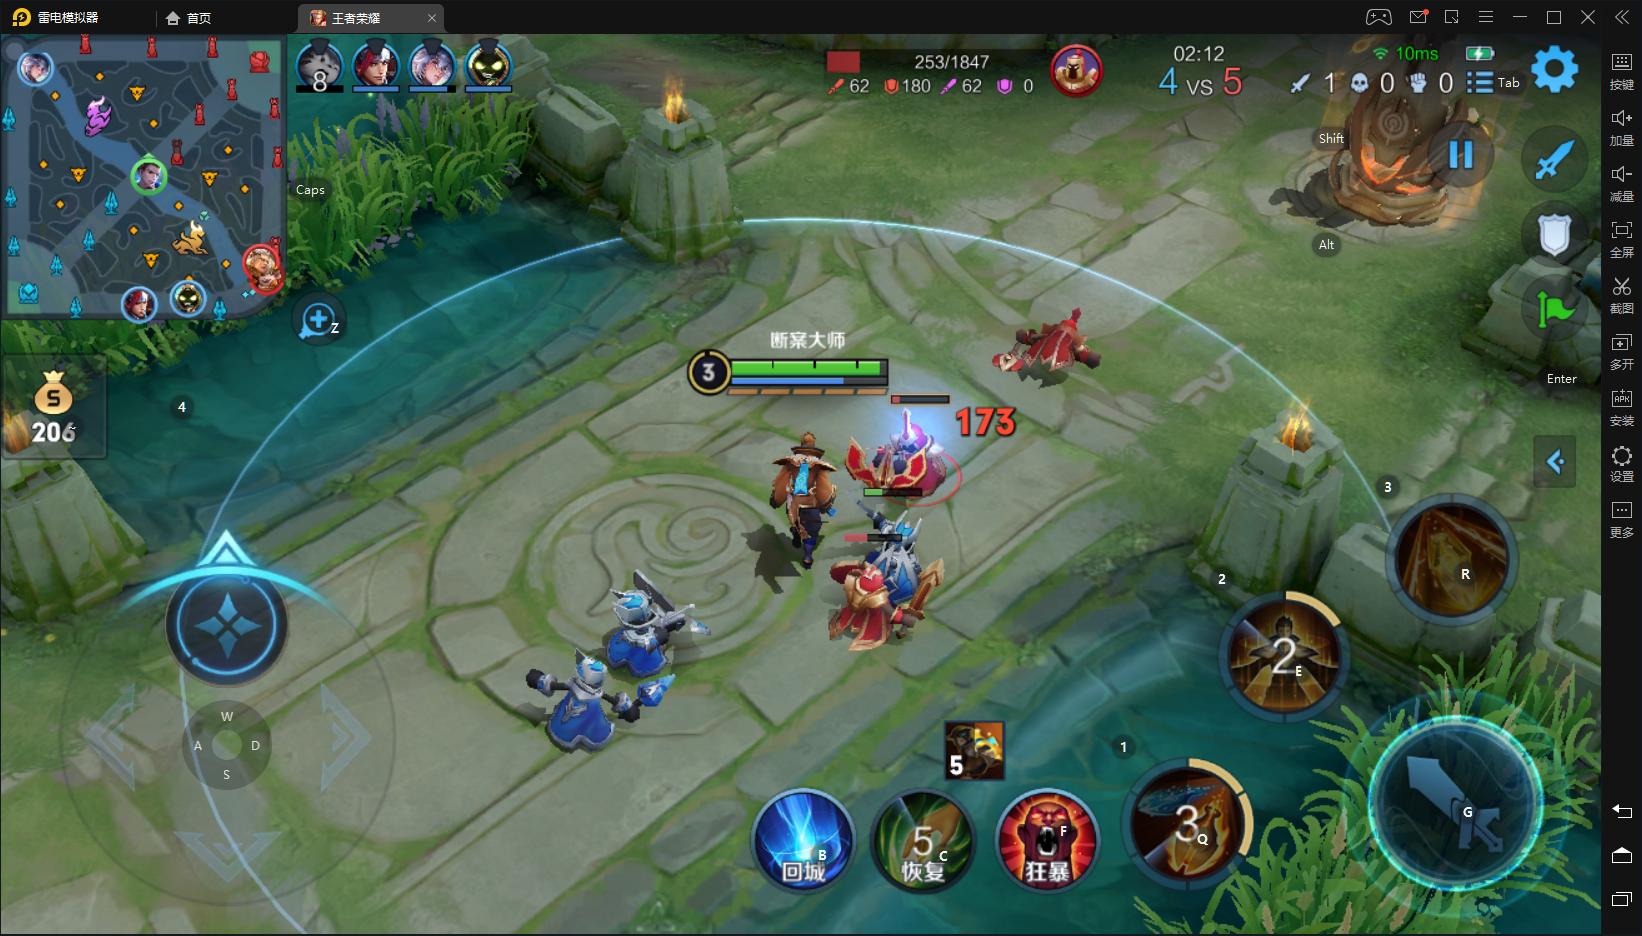 雷电模拟器
首页
王者荣耀
8
253/1847
62 180 62 0
02:12
4 vs 5
10ms
1 0 0
Tab
Shift
Caps
Alt
Z
Enter
206
4
断案大师
3
173
3
R
2
2
E
W
A D
S
5
1
3
Q
G
B
回城
5
C
恢复
F
狂暴
按键
加量
减量
全屏
截图
多开
APK
安装
设置
更多